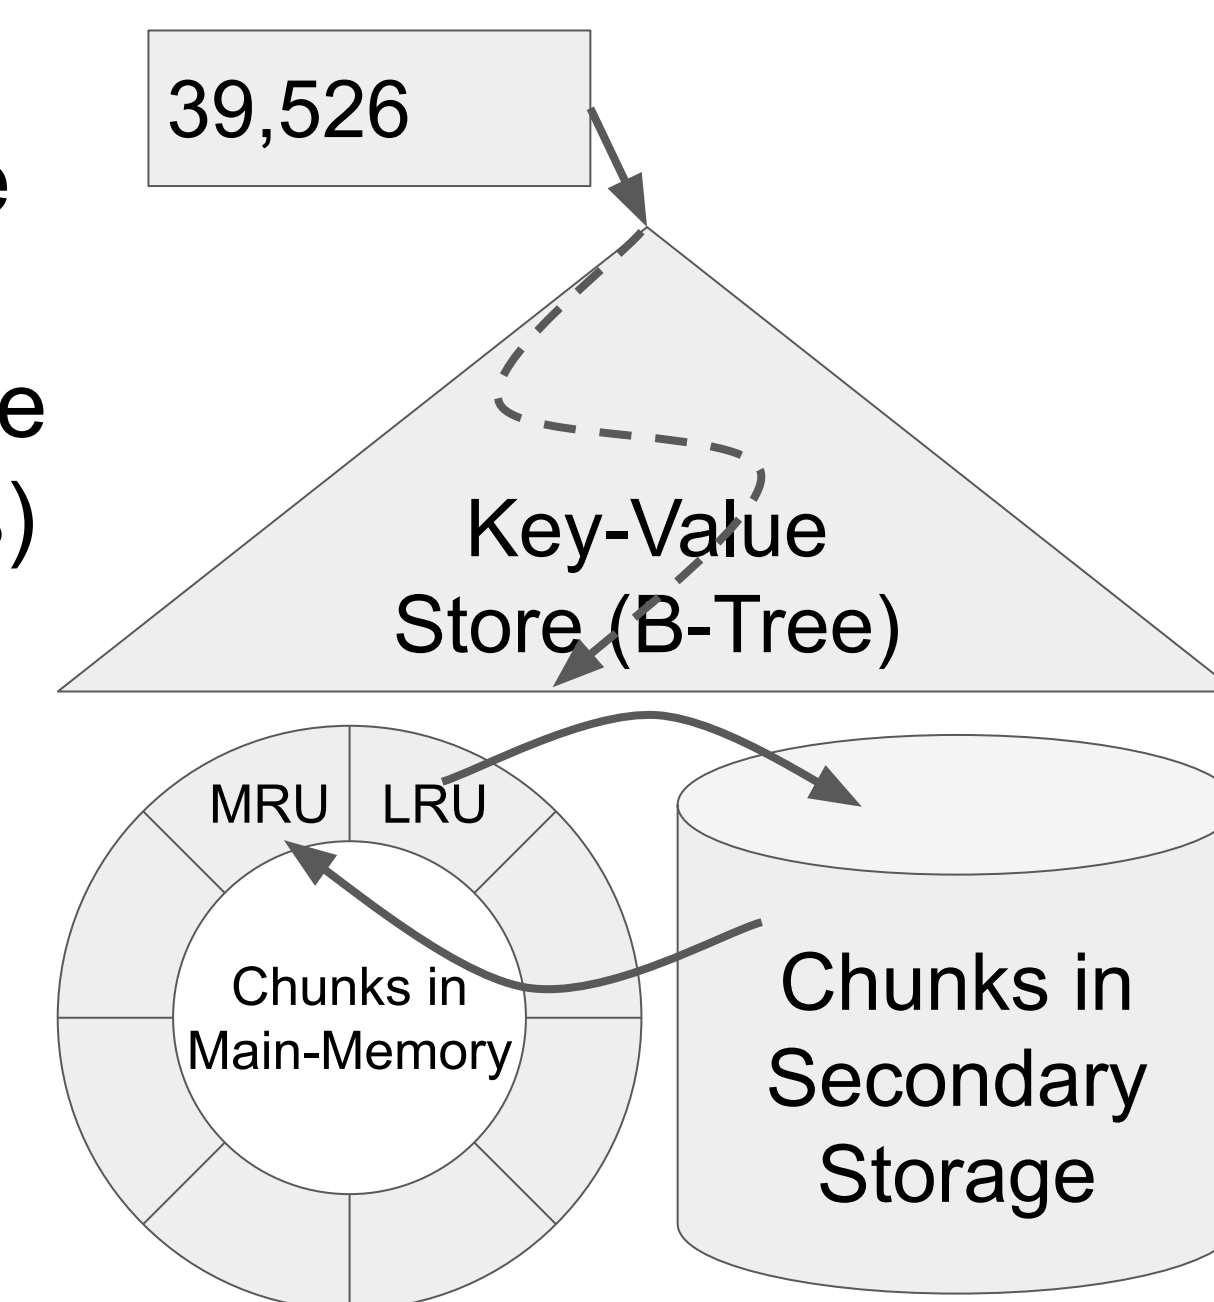 39,526
Key-Value
Store (B-Tree)
MRU
LRU
Chunks in
Main-Memory
Chunks in
Secondary
Storage